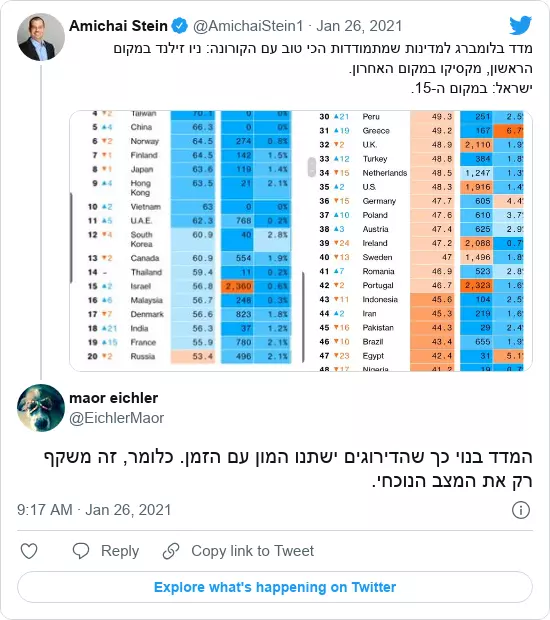 Amichai Stein @AmichaiStein1 · Jan 26, 2021
מדד בלומברג למדינות שמתמודדות הכי טוב עם הקורונה: ניו זילנד במקום
הראשון, מקסיקו במקום האחרון.
ישראל: במקום ה-15.
4 ▼2 Taiwan 70.1 0 0%
5 ▲4 China 66.3 0 0%
6 ▼2 Norway 64.5 274 0.8%
7 ▼1 Finland 64.5 142 1.5%
8 ▼1 Japan 63.6 119 1.4%
9 ▲4 Hong Kong 63.5 21 2.1%
10 ▲2 Vietnam 63 0 0%
11 ▲5 U.A.E. 62.3 768 0.2%
12 ▼4 South Korea 60.9 40 2.8%
13 ▼2 Canada 60.9 554 1.9%
14 – Thailand 59.4 11 0.2%
15 ▲2 Israel 56.8 2,360 0.6%
16 ▲6 Malaysia 56.7 248 0.3%
17 ▼7 Denmark 56.6 823 1.8%
18 ▲21 India 56.3 37 1.2%
19 ▲15 France 55.9 780 2.1%
20 ▼2 Russia 53.4 496 2.1%
30 ▲21 Peru 49.3 251 2.5
31 ▲19 Greece 49.2 167 6.7
32 ▼2 U.K. 48.9 2,110 1.9
33 ▲12 Turkey 48.8 384 1.8
34 ▼15 Netherlands 48.5 1,247 1.3
35 ▲2 U.S. 48.3 1,916 1.4
36 ▼15 Germany 47.7 605 4.4
37 ▲10 Poland 47.6 610 3.7
38 ▲3 Austria 47.4 625 2.9
39 ▼24 Ireland 47.2 2,088 0.7
40 ▼13 Sweden 47 1,496 1.8
41 ▲7 Romania 46.9 523 2.8
42 ▼2 Portugal 46.7 2,323 1.6
43 ▼11 Indonesia 45.6 104 2.5
44 ▲2 Iran 45.3 219 1.6
45 ▼16 Pakistan 44.3 29 2.4
46 ▼10 Brazil 43.4 655 1.9
47 ▼23 Egypt 42.4 31 5.1
48 ▼17 Nigeria 41.2 19 0.7
maor eichler
@EichlerMaor
המדד בנוי כך שהדירוגים ישתנו המון עם הזמן. כלומר, זה משקף
רק את המצב הנוכחי.
9:17 AM · Jan 26, 2021
Reply Copy link to Tweet
Explore what's happening on Twitter